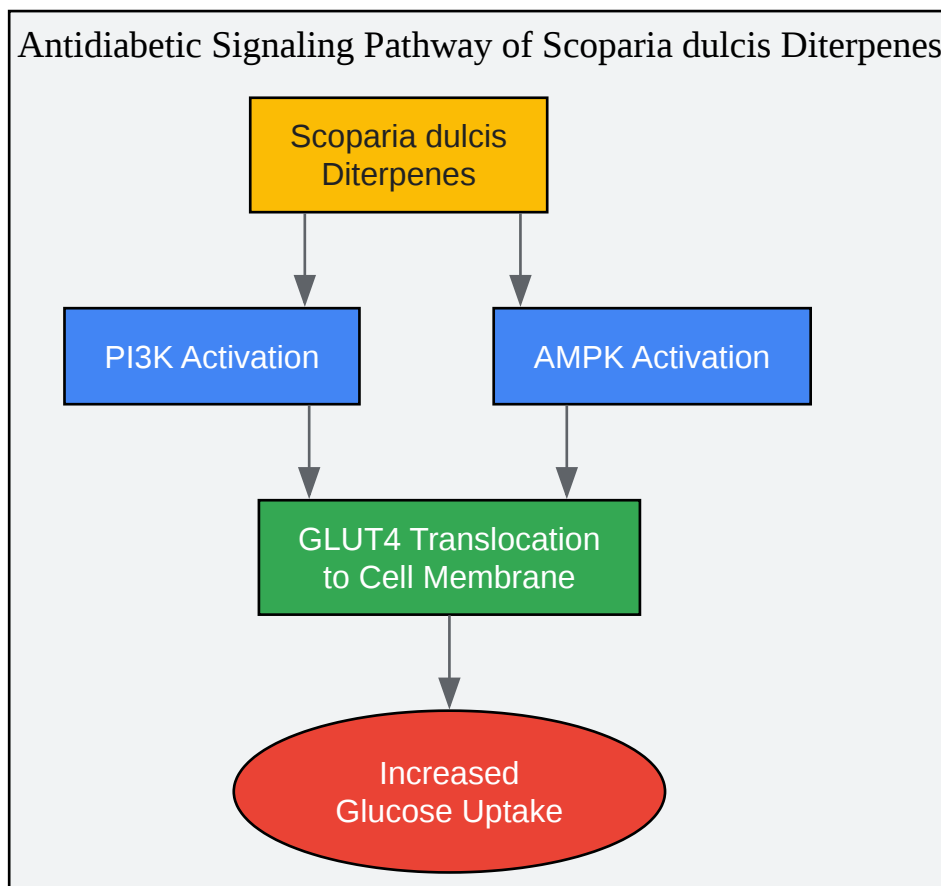 Antidiabetic Signaling Pathway of Scoparia dulcis Diterpenes
Scoparia dulcis
Diterpenes
PI3K Activation
AMPK Activation
GLUT4 Translocation
to Cell Membrane
Increased
Glucose Uptake